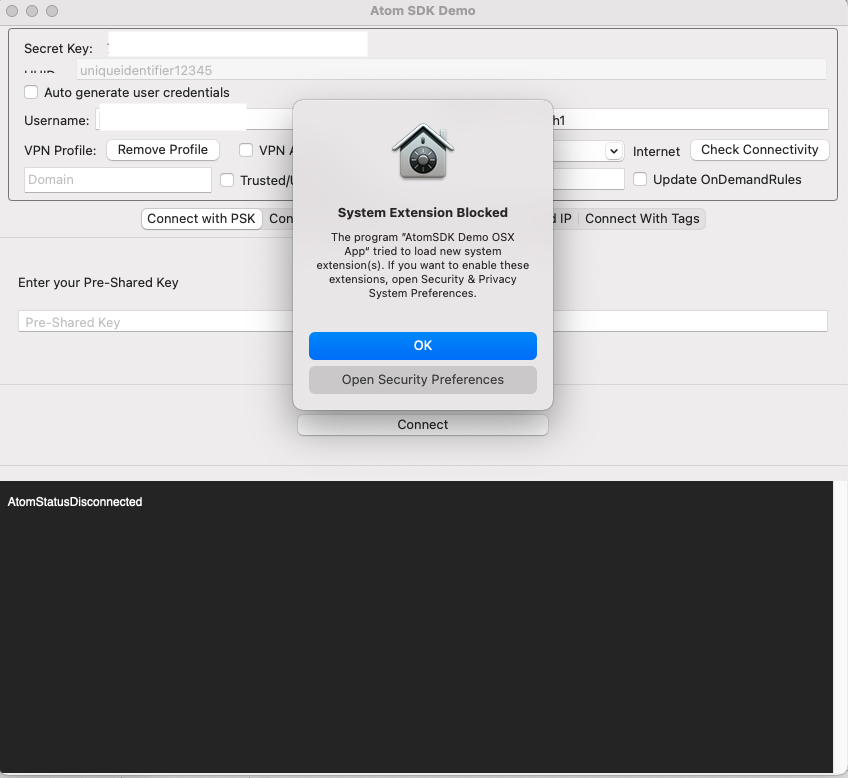 Atom SDK Demo
Secret Key:
uniqueidentifier12345
Auto generate user credentials
Username: h1
VPN Profile: Remove Profile VPN Internet Check Connectivity
Domain Update OnDemandRules
Connect with PSK IP Connect With Tags
System Extension Blocked
The program "AtomSDK Demo OSX
App" tried to load new system
extension(s). If you want to enable these
extensions, open Security & Privacy
System Preferences.
Enter your Pre-Shared Key
Pre-Shared Key
OK
Open Security Preferences
Connect
AtomStatusDisconnected